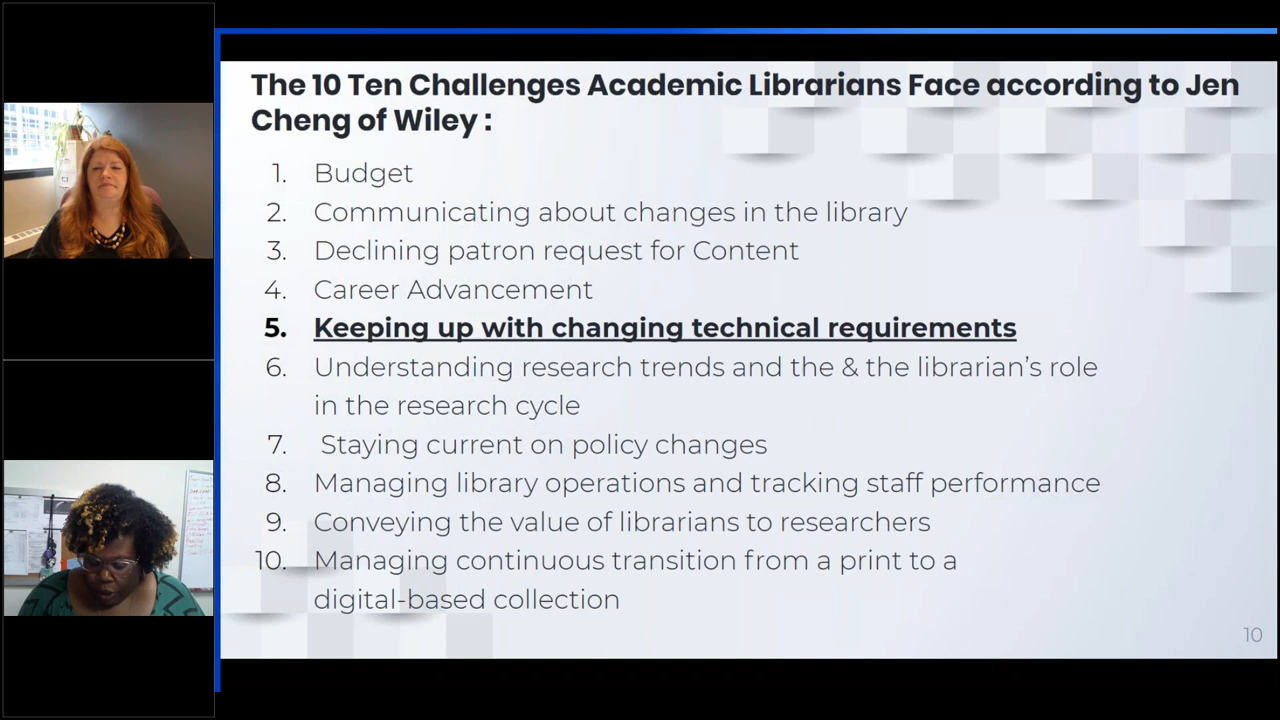 The 10 Ten Challenges Academic Librarians Face according to Jen
Cheng of Wiley :
1. Budget
2. Communicating about changes in the library
3. Declining patron request for Content
4. Career Advancement
5. Keeping up with changing technical requirements
6. Understanding research trends and the & the librarian’s role
in the research cycle
7. Staying current on policy changes
8. Managing library operations and tracking staff performance
9. Conveying the value of librarians to researchers
10. Managing continuous transition from a print to a
digital-based collection
10